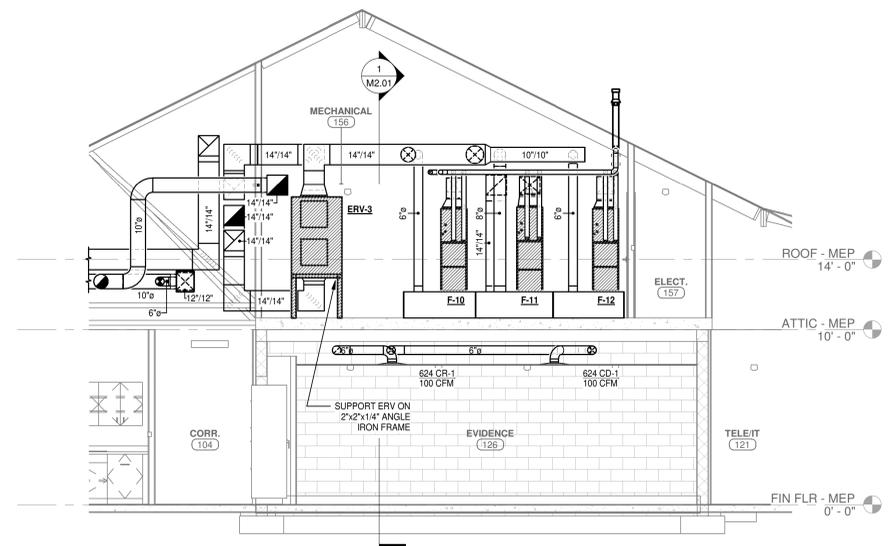 1
M2.01
MECHANICAL
156
14"/14"
14"/14"
10"/10"
14"/14"
14"/14"
14"/14"
14"/14"
10"ø
ERV-3
6"ø
8"ø
14"/14"
6"ø
ROOF - MEP
14' - 0"
ELECT.
157
10"ø
12"/12"
6"ø
14"/14"
F-10
F-11
F-12
ATTIC - MEP
10' - 0"
6"ø
6"ø
624 CR-1
100 CFM
624 CD-1
100 CFM
SUPPORT ERV ON
2"x2"x1/4" ANGLE
IRON FRAME
CORR.
104
EVIDENCE
126
TELE/IT
121
FIN FLR - MEP
0' - 0"